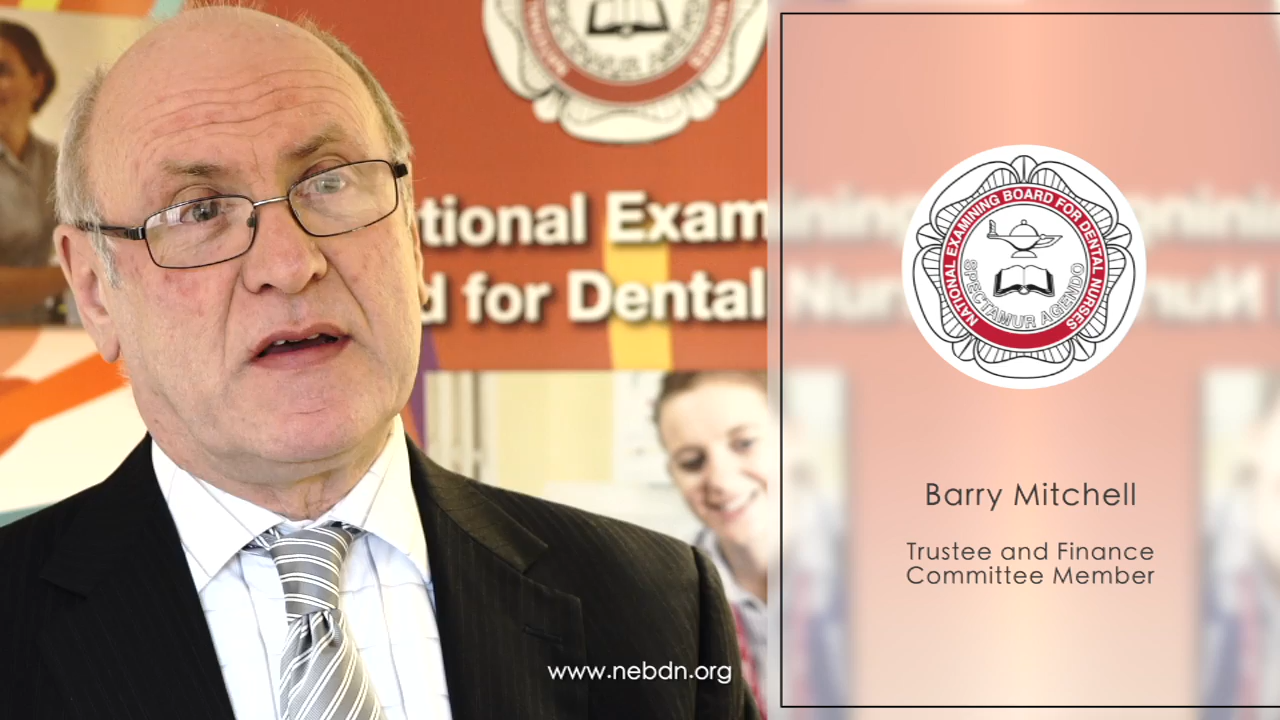 tional Exam
d for Dental
www.nebdn.org
NATIONAL EXAMINING BOARD FOR DENTAL NURSES
SPECTAMUR AGENDO
Barry Mitchell
Trustee and Finance
Committee Member